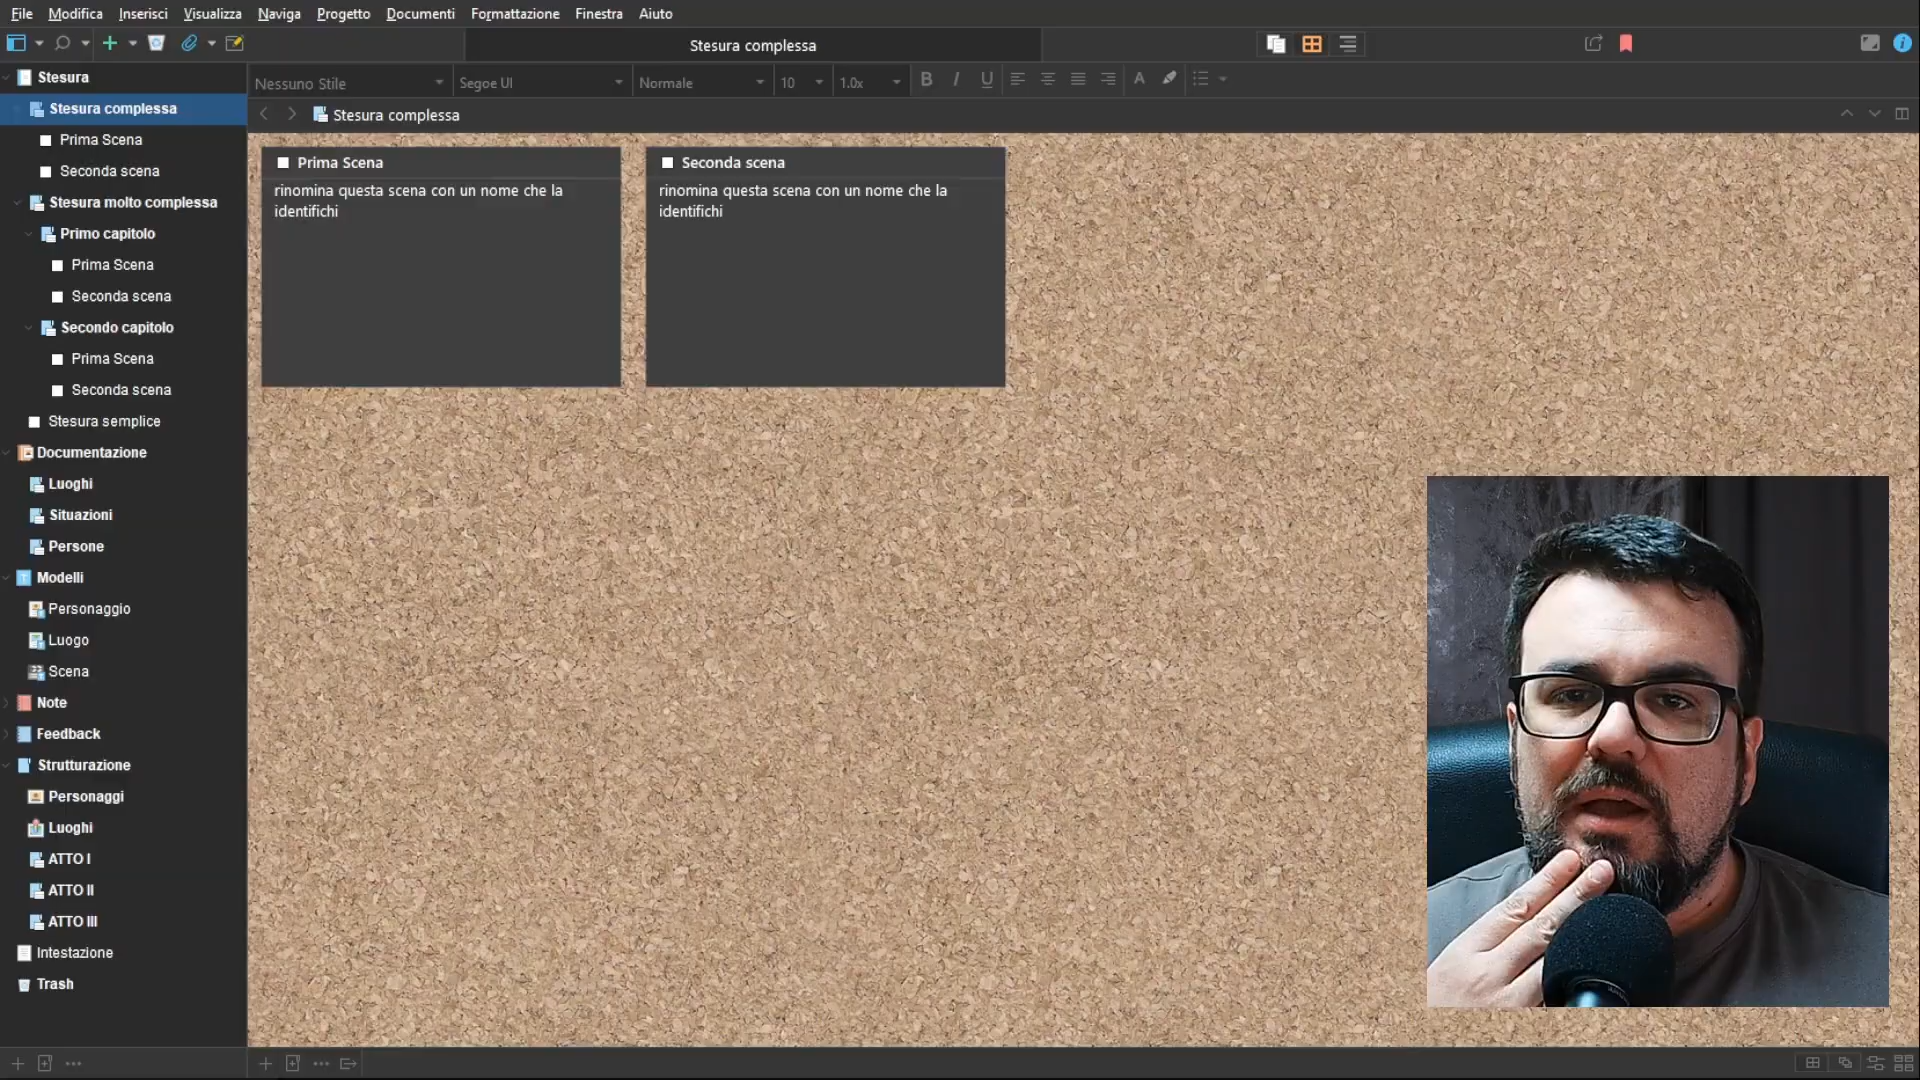 File Modifica Inserisci Visualizza Naviga Progetto Documenti Formattazione Finestra Aiuto
Stesura complessa
Nessuno Stile Segoe UI Normale 10 1.0x B I U A
Stesura complessa
Stesura
Stesura complessa
Prima Scena
Seconda scena
Stesura molto complessa
Primo capitolo
Prima Scena
Seconda scena
Secondo capitolo
Prima Scena
Seconda scena
Stesura semplice
Documentazione
Luoghi
Situazioni
Persone
Modelli
Personaggio
Luogo
Scena
Note
Feedback
Strutturazione
Personaggi
Luoghi
ATTO I
ATTO II
ATTO III
Intestazione
Trash
Prima Scena
rinomina questa scena con un nome che la
identifichi
Seconda scena
rinomina questa scena con un nome che la
identifichi